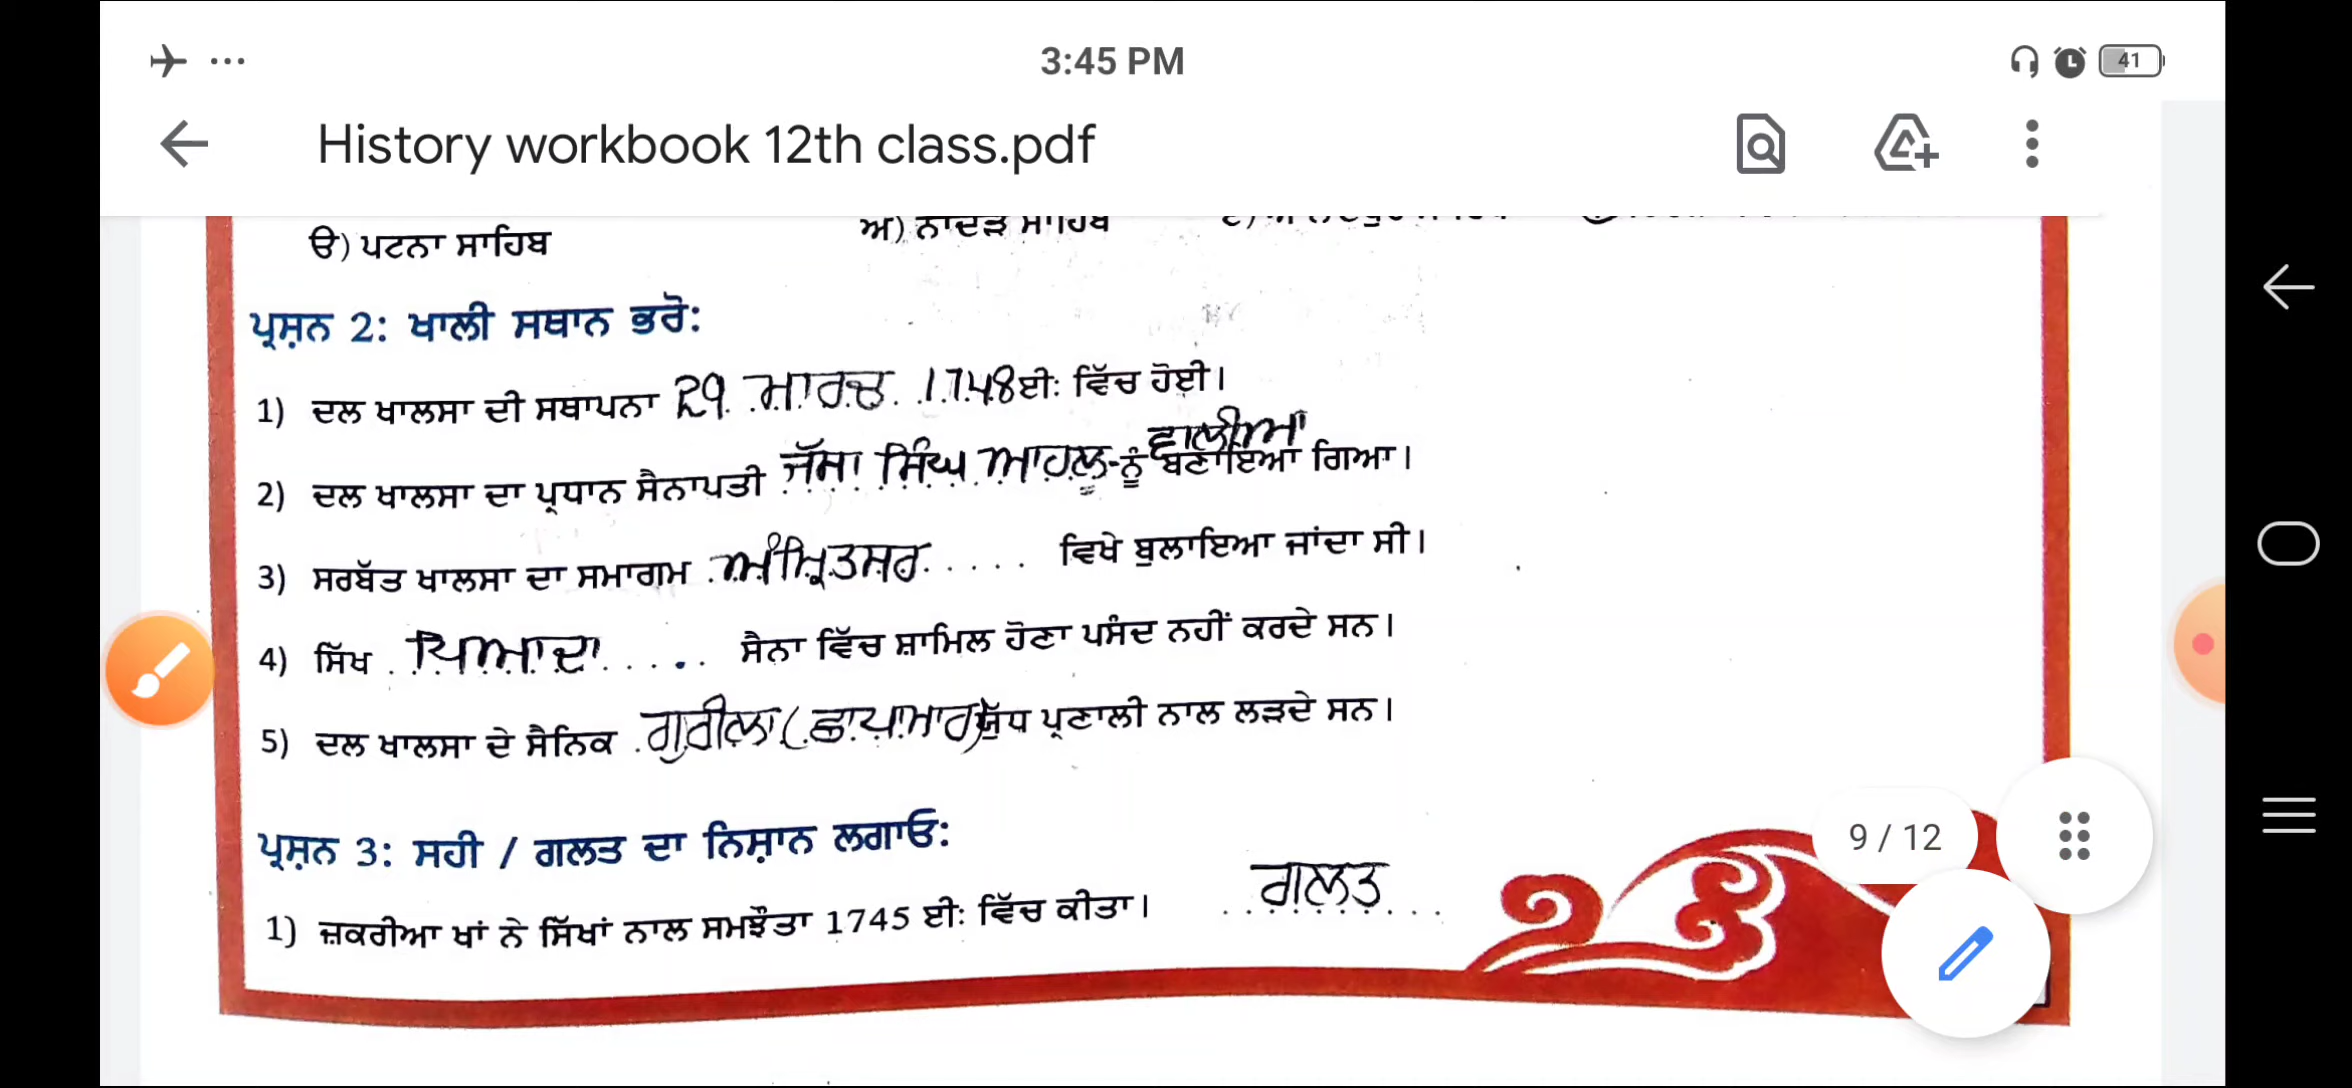 3:45 PM
41
History workbook 12th class.pdf
ੳ) ਪਟਨਾ ਸਾਹਿਬ ਅ) ਨਾਦੜ ਸਾਹਿਬ
ਪ੍ਰਸ਼ਨ 2: ਖਾਲੀ ਸਥਾਨ ਭਰੋ:
1) ਦਲ ਖਾਲਸਾ ਦੀ ਸਥਾਪਨਾ 29 ਮਾਰਚ 1748 ਈ: ਵਿੱਚ ਹੋਈ।
2) ਦਲ ਖਾਲਸਾ ਦਾ ਪ੍ਰਧਾਨ ਸੈਨਾਪਤੀ ਜੱਸਾ ਸਿੰਘ ਆਹਲੂ-ਵਾਲੀਆ ਨੂੰ ਬਣਾਇਆ ਗਿਆ।
3) ਸਰਬੱਤ ਖਾਲਸਾ ਦਾ ਸਮਾਗਮ ਅੰਮ੍ਰਿਤਸਰ..... ਵਿਖੇ ਬੁਲਾਇਆ ਜਾਂਦਾ ਸੀ।
4) ਸਿੱਖ . ਪਿਆਦਾ ..... ਸੈਨਾ ਵਿੱਚ ਸ਼ਾਮਿਲ ਹੋਣਾ ਪਸੰਦ ਨਹੀਂ ਕਰਦੇ ਸਨ।
5) ਦਲ ਖਾਲਸਾ ਦੇ ਸੈਨਿਕ .ਗੁਰੀਲਾ (ਛਾਪਾਮਾਰ) ਯੁੱਧ ਪ੍ਰਣਾਲੀ ਨਾਲ ਲੜਦੇ ਸਨ।
ਪ੍ਰਸ਼ਨ 3: ਸਹੀ / ਗਲਤ ਦਾ ਨਿਸ਼ਾਨ ਲਗਾਓ:
1) ਜ਼ਕਰੀਆ ਖਾਂ ਨੇ ਸਿੱਖਾਂ ਨਾਲ ਸਮਝੌਤਾ 1745 ਈ: ਵਿੱਚ ਕੀਤਾ। ਗਲਤ
9 / 12